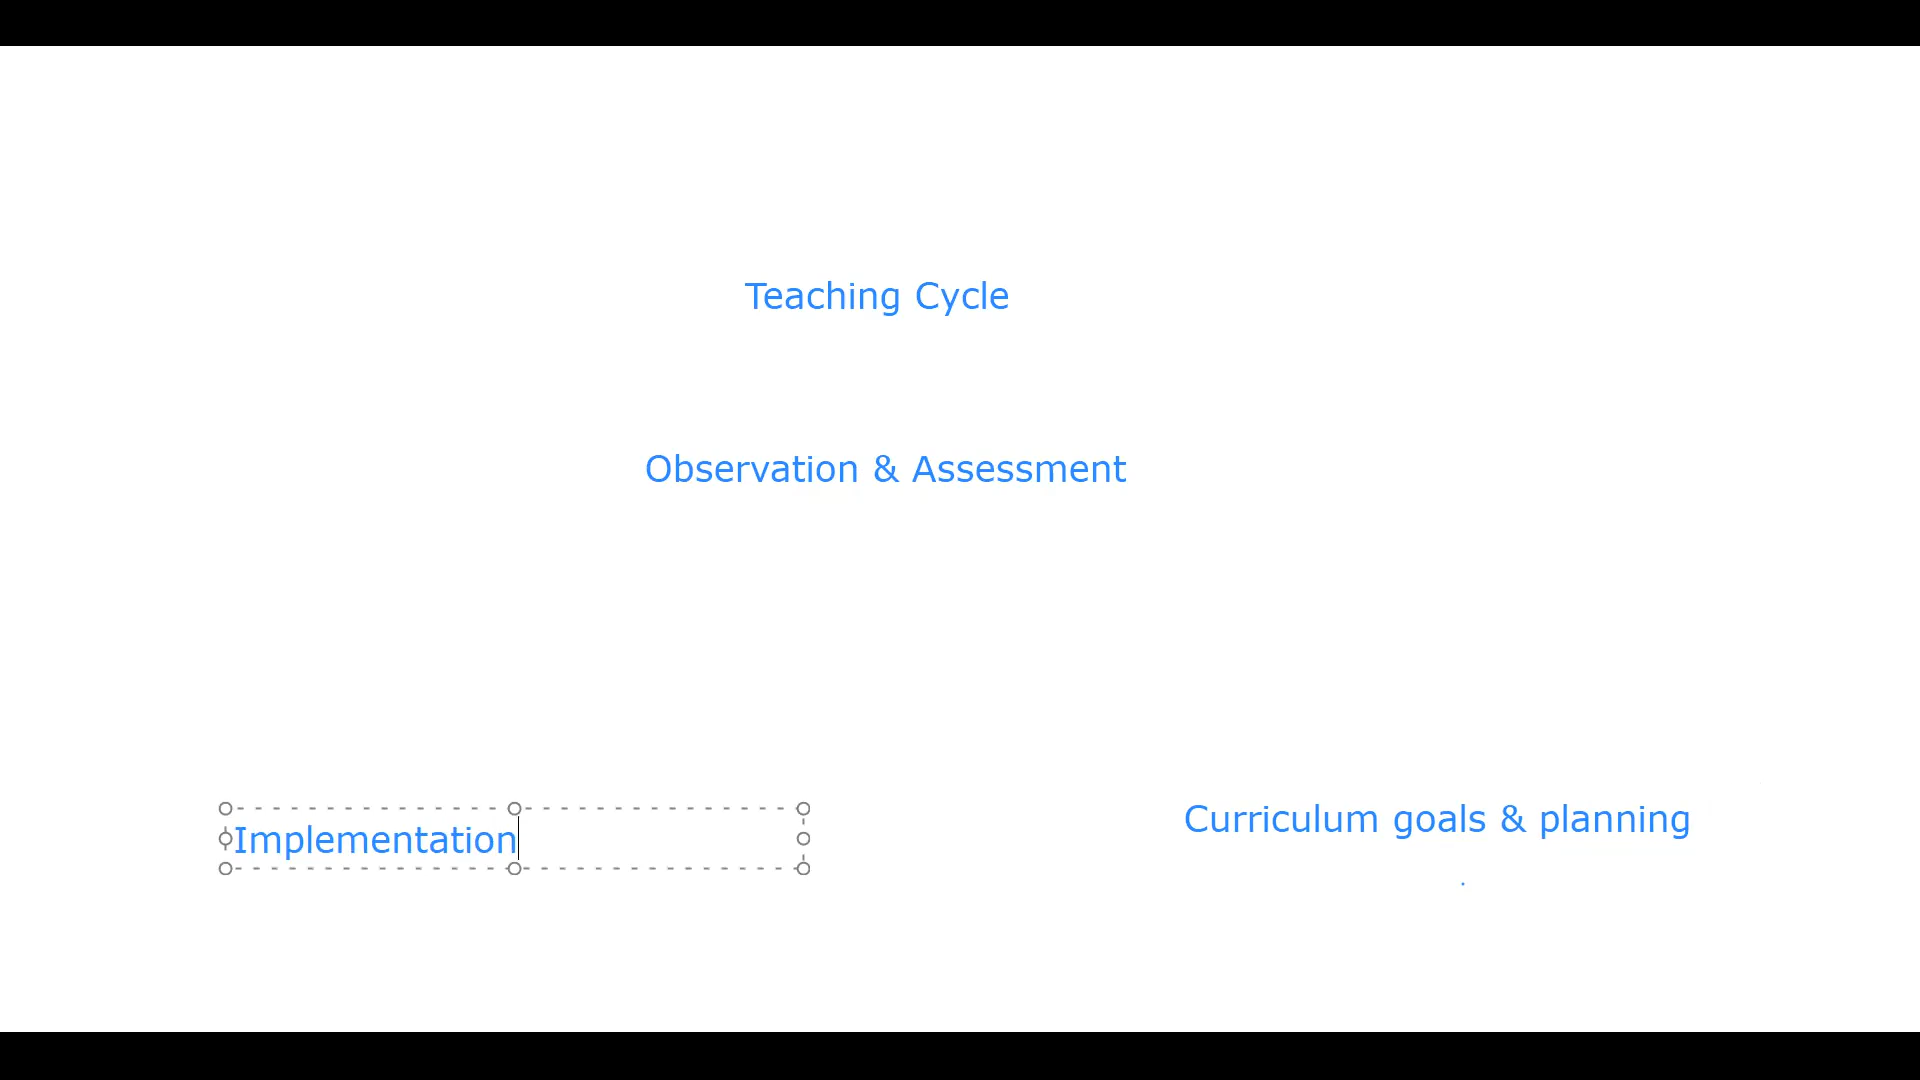 Teaching Cycle
Observation & Assessment
Implementation
Curriculum goals & planning